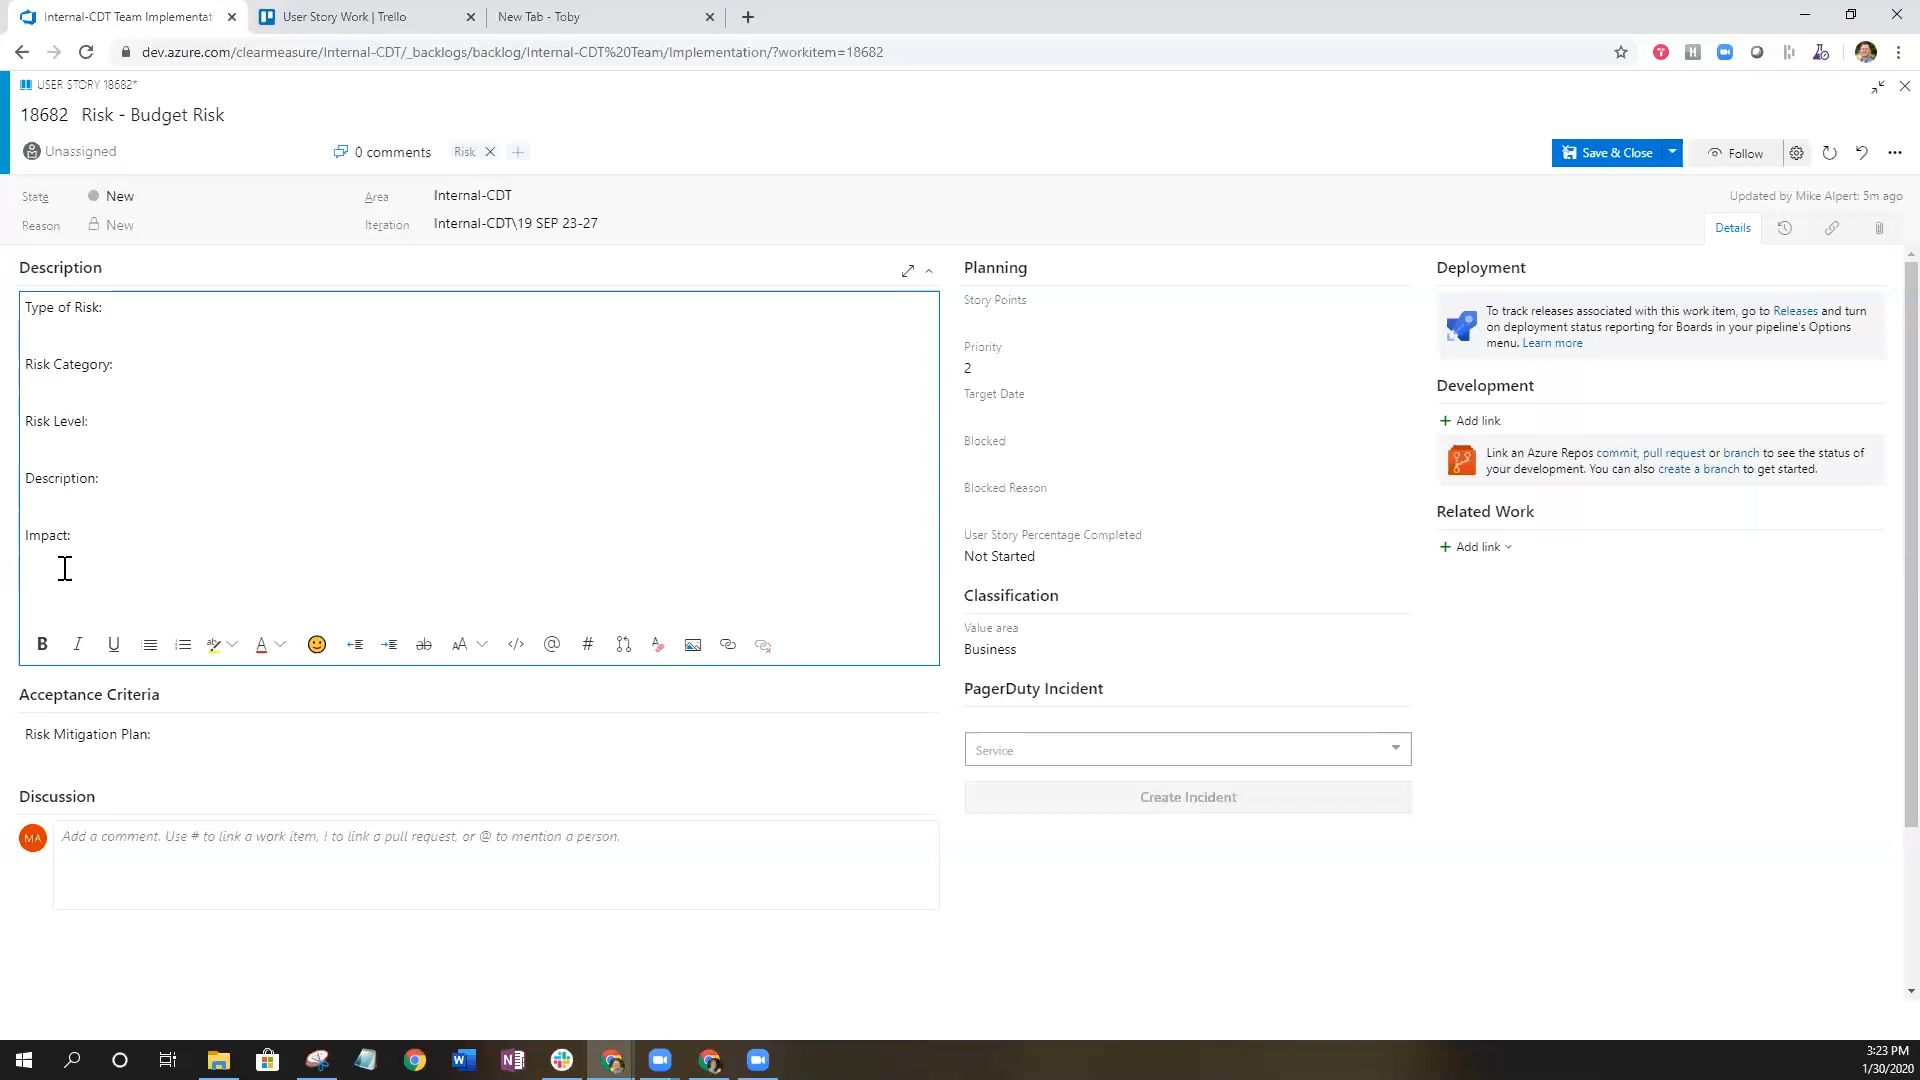 Internal-CDT Team Implementat
User Story Work | Trello
New Tab - Toby
dev.azure.com/clearmeasure/Internal-CDT/_backlogs/backlog/Internal-CDT%20Team/Implementation/?workitem=18682
USER STORY 18682*
18682 Risk - Budget Risk
Unassigned
0 comments
Risk
Save & Close
Follow
State
New
Area
Internal-CDT
Updated by Mike Alpert: 5m ago
Reason
New
Iteration
Internal-CDT\19 SEP 23-27
Details
Description
Type of Risk:
Risk Category:
Risk Level:
Description:
Impact:
Acceptance Criteria
Risk Mitigation Plan:
Discussion
MA
Add a comment. Use # to link a work item, ! to link a pull request, or @ to mention a person.
Planning
Story Points
Priority
2
Target Date
Blocked
Blocked Reason
User Story Percentage Completed
Not Started
Classification
Value area
Business
PagerDuty Incident
Service
Create Incident
Deployment
To track releases associated with this work item, go to Releases and turn
on deployment status reporting for Boards in your pipeline's Options
menu. Learn more
Development
Add link
Link an Azure Repos commit, pull request or branch to see the status of
your development. You can also create a branch to get started.
Related Work
Add link
3:23 PM
1/30/2020